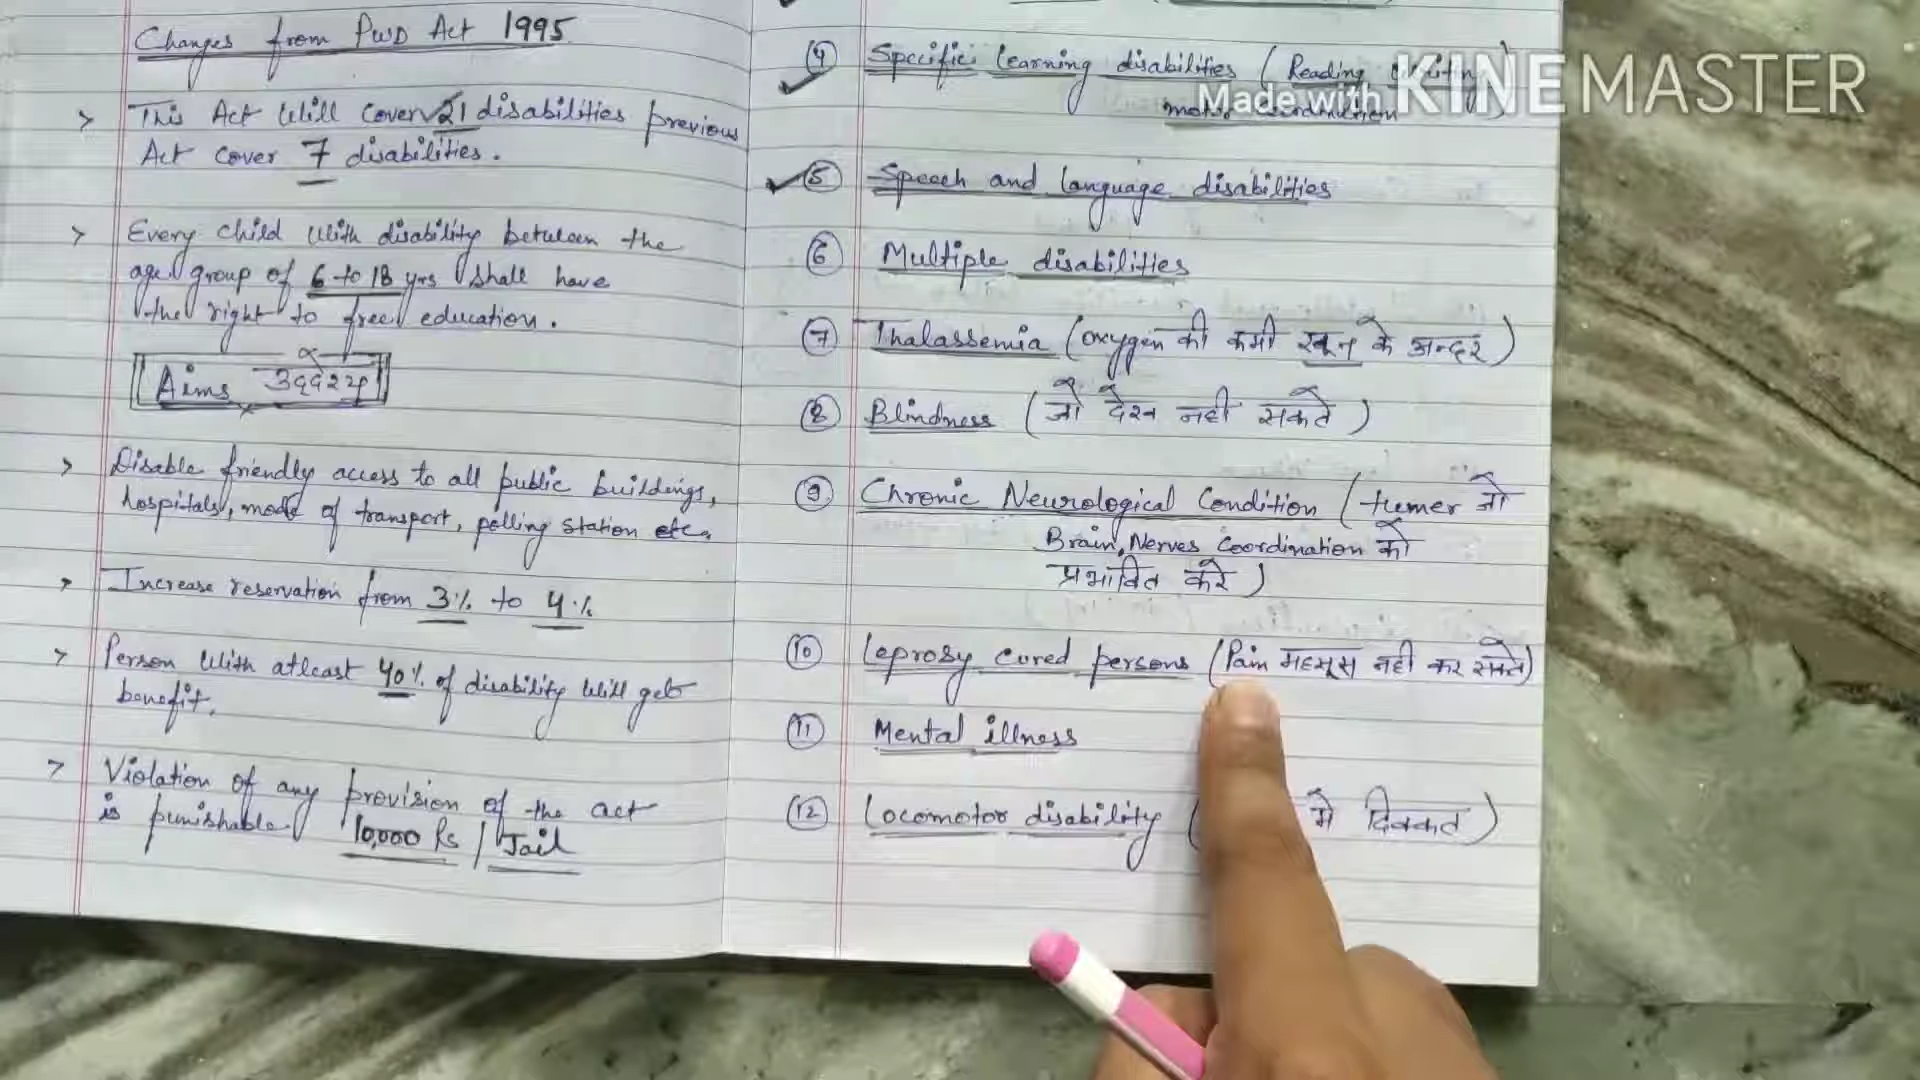 Changes from PwD Act 1995
> This Act Will cover 21 disabilities previous
Act cover 7 disabilities.
> Every child With disability between the
age group of 6 to 18 yrs shall have
the right to free education.
Aims
> Disable friendly access to all public buildings,
hospitals, mode of transport, polling station etc.
> Increase reservation from 3% to 4%
> Person With atleast 40% of disability Will get
benefit.
> Violation of any provision of the act
is punishable 10,000 Rs / Jail
④ Specific learning disabilities ( Reading
motor
Made with KINEMASTER
⑤ Speech and language disabilities
⑥ Multiple disabilities
⑦ Thalassemia (oxygen की कमी खून के अन्दर)
⑧ Blindness (जो देख नही सकते)
⑨ Chronic Neurological Condition (tumer जो
Brain, Nerves Coordination को
प्रभावित करे)
⑩ Leprosy cured persons (Pain महसूस नही कर सकते)
⑪ Mental illness
⑫ Locomotor disability ( मे दिक्कत)